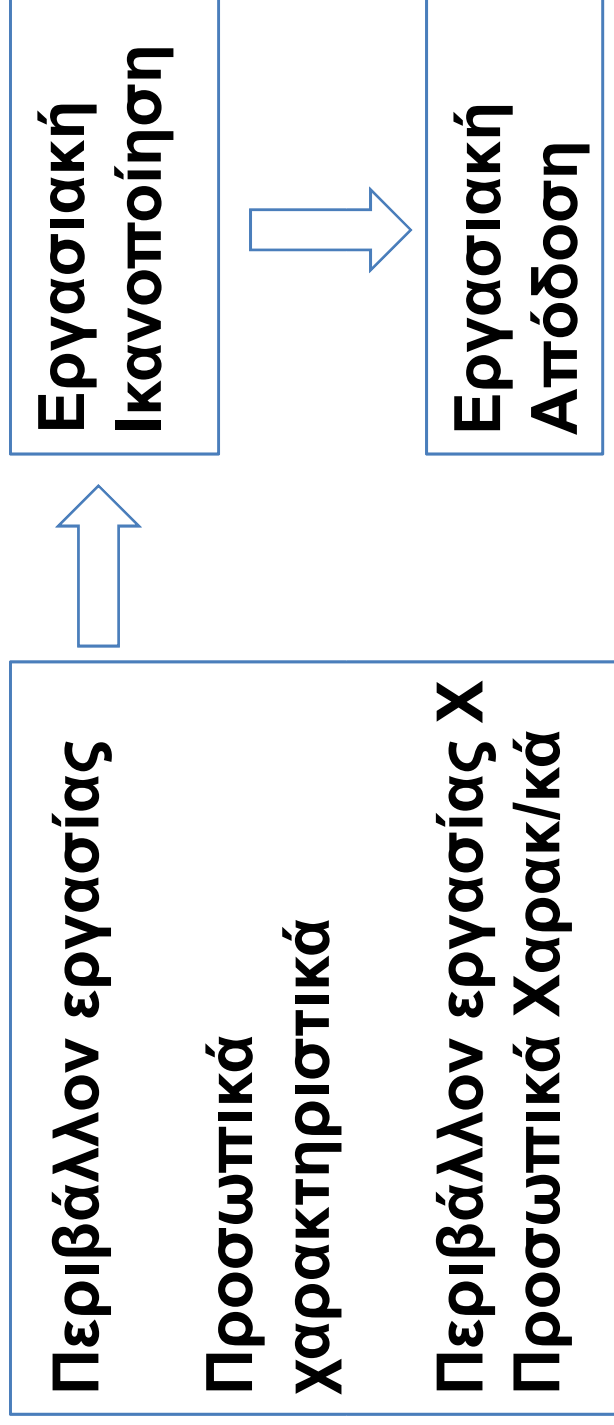 Περιβάλλον εργασίας
Προσωπικά
χαρακτηριστικά
Περιβάλλον εργασίας Χ
Προσωπικά Χαρακ/κά
Εργασιακή
Ικανοποίηση
Εργασιακή
Απόδοση